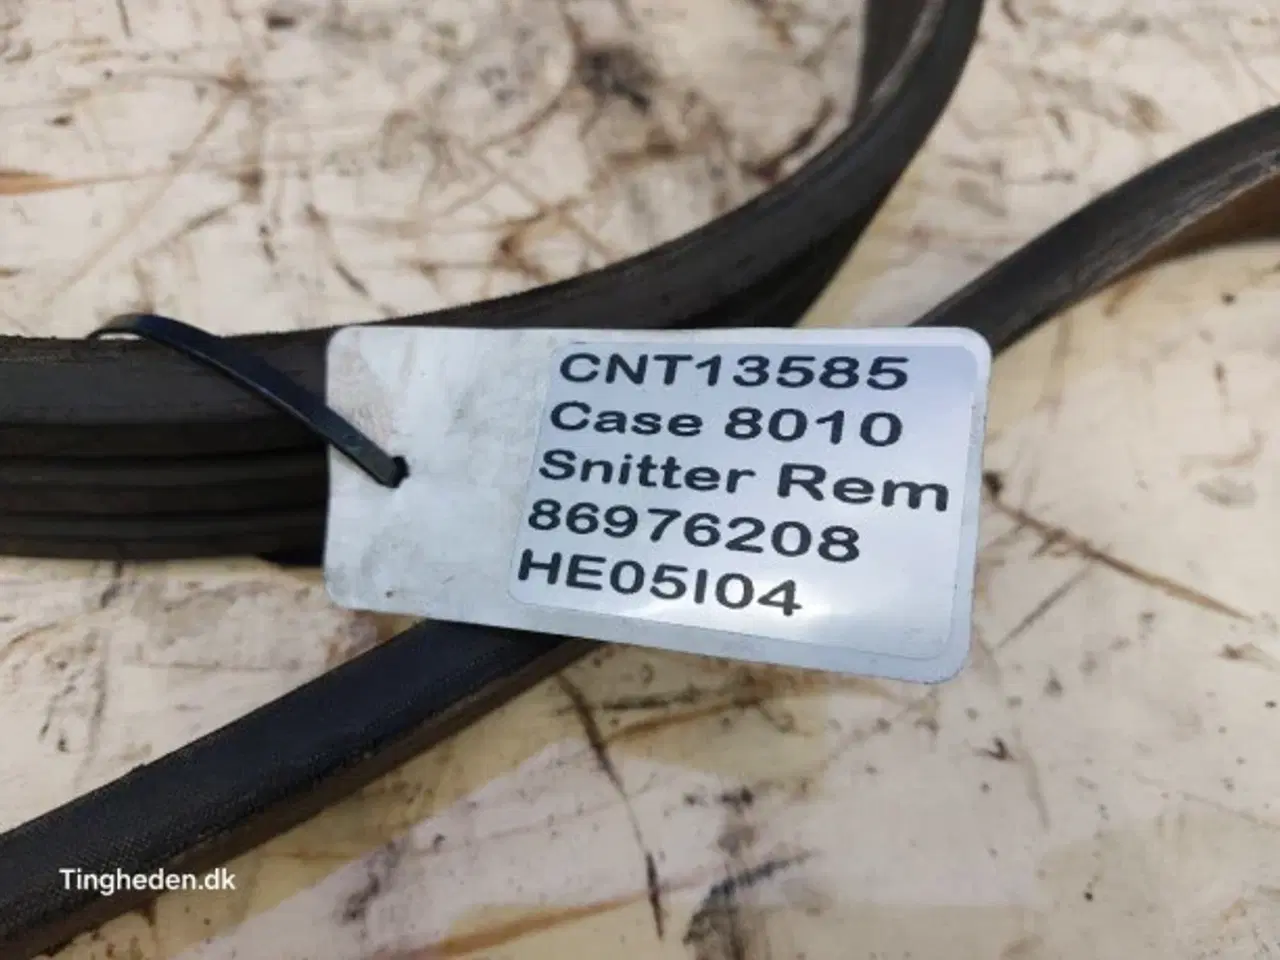 CNT13585
Case 8010
Snitter Rem
86976208
HE05I04
Tingheden.dk